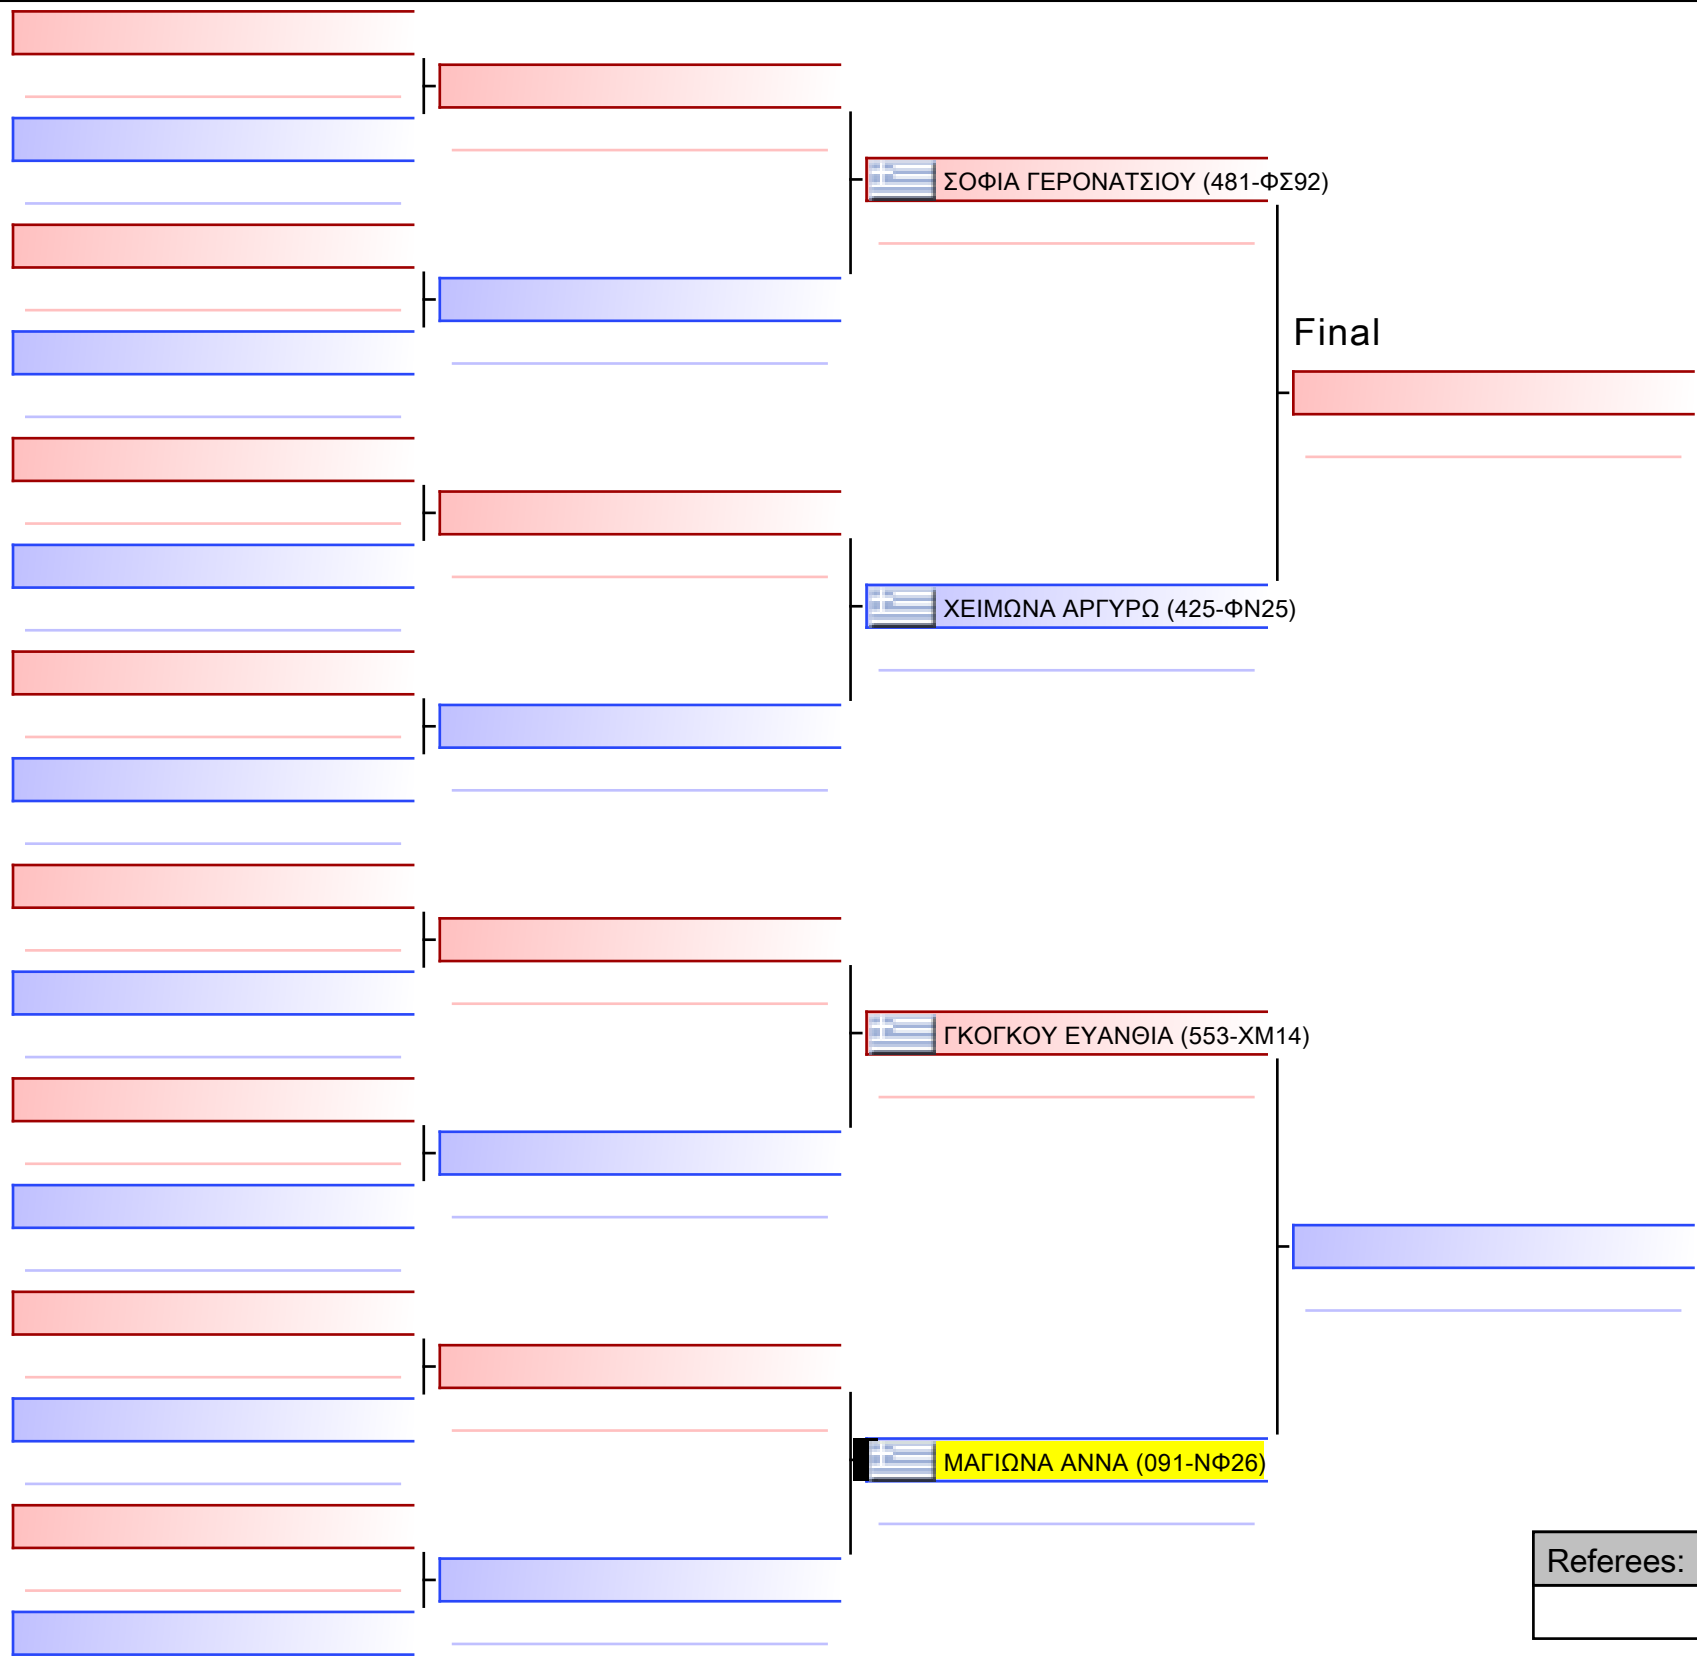 ΣΟΦΙΑ ΓΕΡΟΝΑΤΣΙΟΥ (481-ΦΣ92)
Final
ΧΕΙΜΩΝΑ ΑΡΓΥΡΩ (425-ΦΝ25)
ΓΚΟΓΚΟΥ ΕΥΑΝΘΙΑ (553-ΧΜ14)
ΜΑΓΙΩΝΑ ΑΝΝΑ (091-ΝΦ26)
Referees: